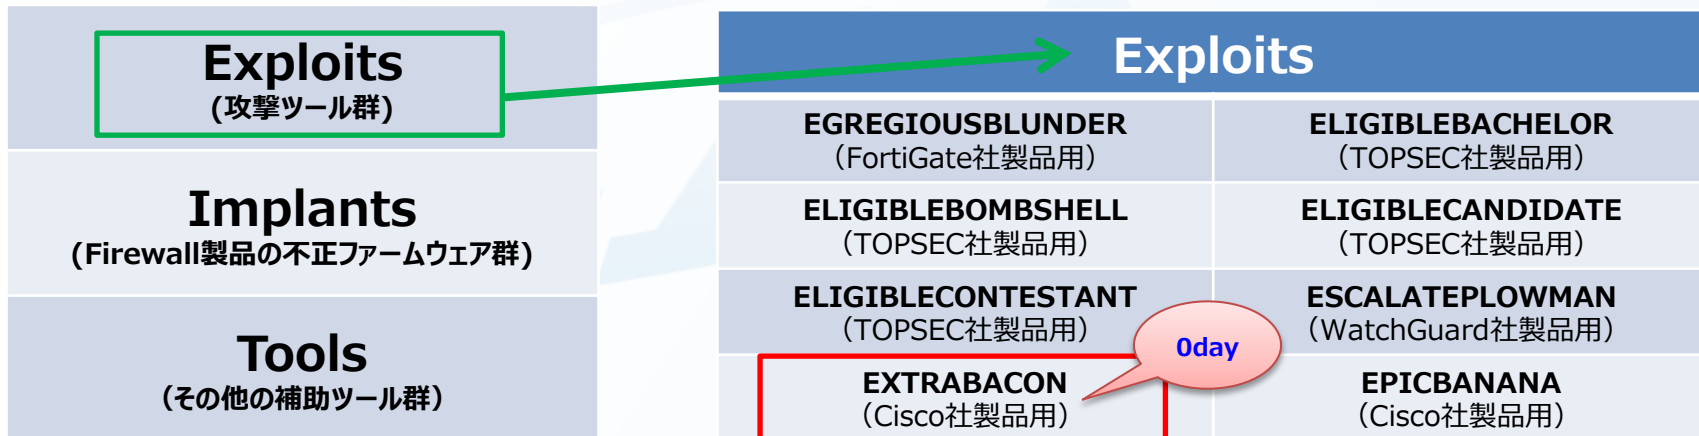 Exploits
(攻撃ツール群)
Implants
(Firewall製品の不正ファームウェア群)
Tools
(その他の補助ツール群)
Exploits
EGREGIOUSBLUNDER
(FortiGate社製品用)
ELIGIBLEBACHELOR
(TOPSEC社製品用)
ELIGIBLEBOMBSHELL
(TOPSEC社製品用)
ELIGIBLECANDIDATE
(TOPSEC社製品用)
ELIGIBLECONTESTANT
(TOPSEC社製品用)
ESCALATEPLOWMAN
(WatchGuard社製品用)
0day
EXTRABACON
(Cisco社製品用)
EPICBANANA
(Cisco社製品用)